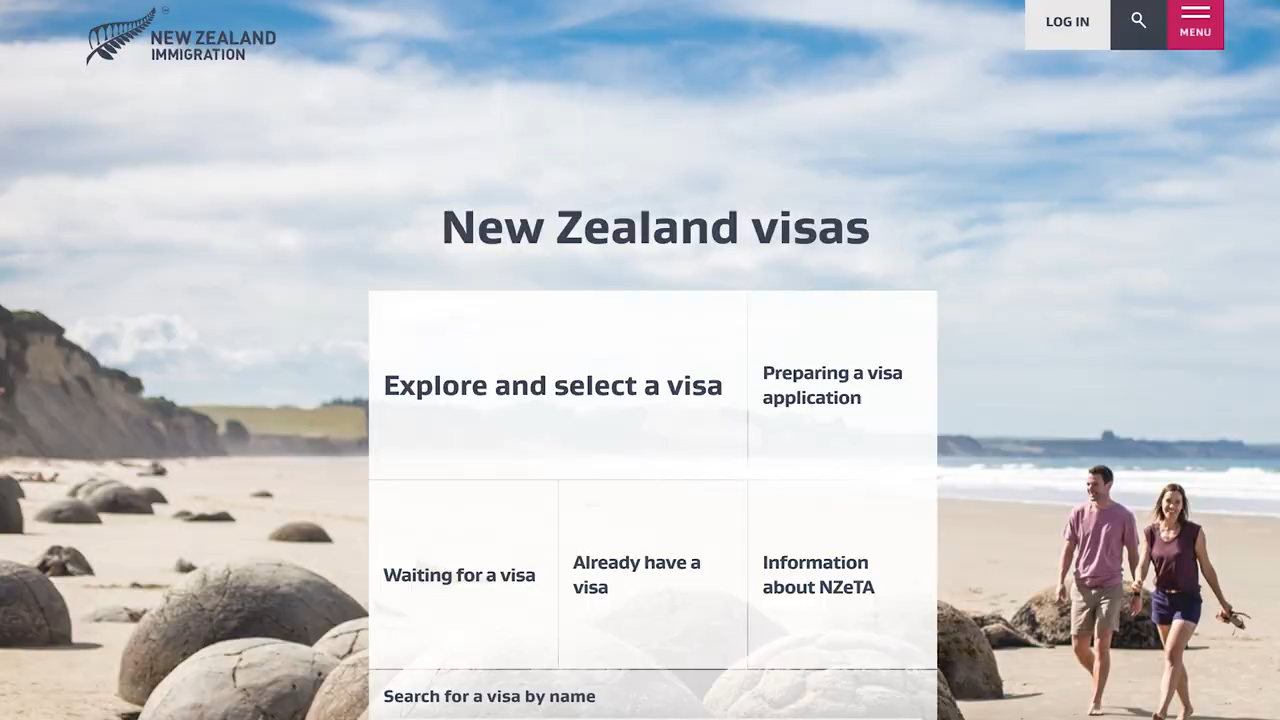 NEW ZEALAND
IMMIGRATION
LOG IN
MENU
New Zealand visas
Explore and select a visa
Preparing a visa
application
Waiting for a visa
Already have a
visa
Information
about NZeTA
Search for a visa by name